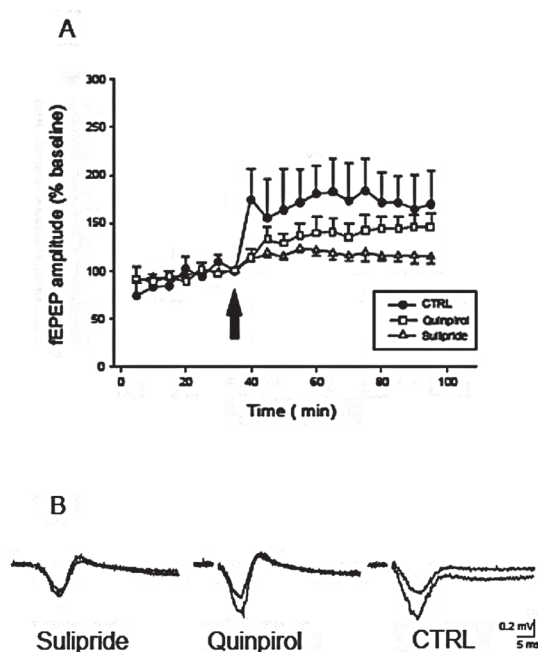 A
fEPEP amplitude (% baseline)
300
250
200
150
100
50
0
CTRL
Quinpirol
Sulipride
0 20 40 60 80 100
Time ( min)
B
Sulipride Quinpirol CTRL
0.2 mV
5 ms